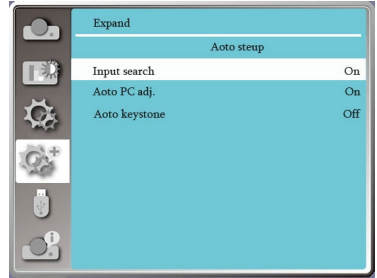 Expand
Aoto steup
Input search On
Aoto PC adj. On
Aoto keystone Off